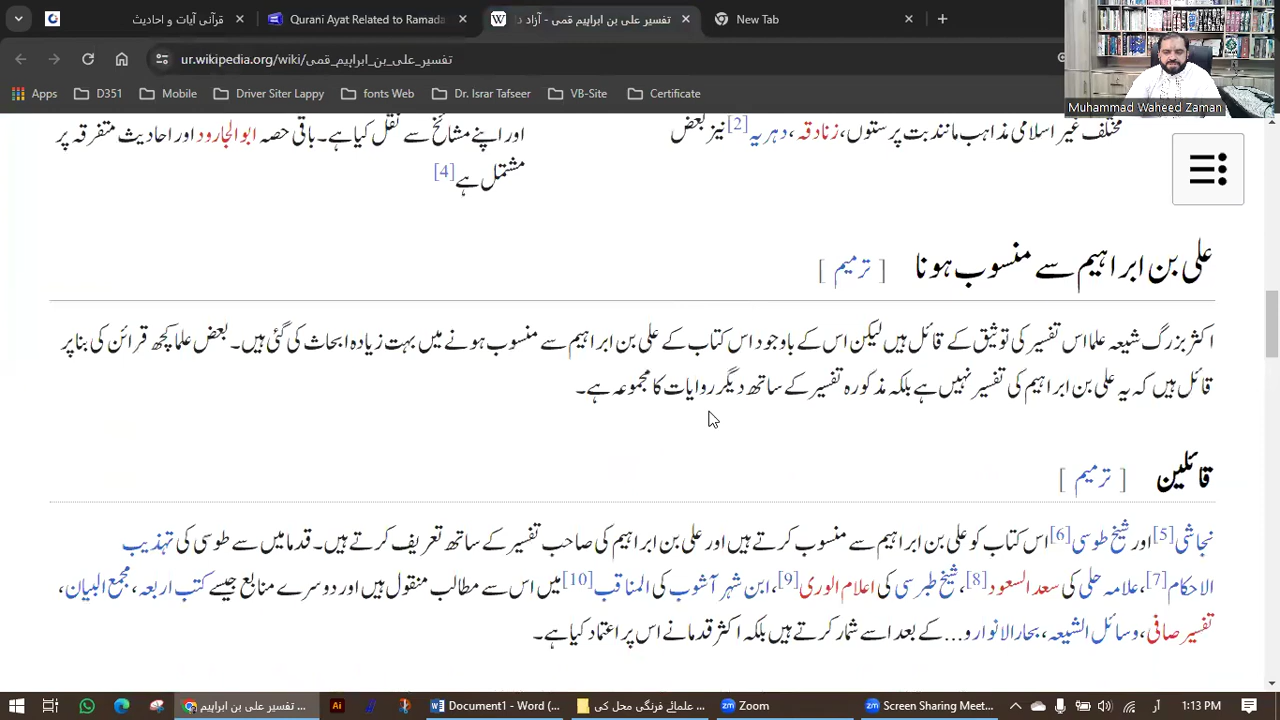 قرآنی آیات و احادیث
Qurani Ayat Related to Ramada
تفسیر علی بن ابراہیم قمی - آزاد د
New Tab
ur.wikipedia.org/wiki/تفسیر_علی_بن_ابراہیم_قمی
Apps D351 Mobile Driver Siter Lappy fonts Web Dr. Driver Tafseer VB-Site Certificate
Muhammad Waheed Zaman
مختلف غیر اسلامی مذاہب مانند بت پرستوں، زنادقہ، دہریہ[2] نیز بعض
اور اپنے مشائخ سے نقل کیا ہے۔ باقی حصہ ابو الجارود اور احادیث متفرقہ پر
مشتمل ہے[4]
علی بن ابراہیم سے منسوب ہونا [ ترمیم ]
اکثر بزرگ شیعہ علما اس تفسیر کی توثیق کے قائل ہیں لیکن اس کے باوجود اس کتاب کے علی بن ابراہیم سے منسوب ہونے میں بہت زیادہ ابحاث کی گئی ہیں۔ بعض علما کچھ قرائن کی بنا پر
قائل ہیں کہ یہ علی بن ابراہیم کی تفسیر نہیں ہے بلکہ مذکورہ تفسیر کے ساتھ دیگر روایات کا مجموعہ ہے۔
قائلین [ ترمیم ]
نجاشی[5] اور شیخ طوسی[6] اس کتاب کو علی بن ابراہیم سے منسوب کرتے ہیں اور علی بن ابراہیم کی صاحب تفسیر کے ساتھ تعریف کرتے ہیں۔ قدما میں سے طوسی کی تہذیب
الاحکام[7]، علامہ حلی کی سعد السعود[8]، شیخ طبرسی کی اعلام الوری[9]، ابن شہر آشوب کی المناقب[10] میں اس سے مطالب منقول ہیں اور دوسرے منابع جیسے کتب اربعہ، مجمع البیان،
تفسیر صافی، وسائل الشیعہ، بحار الانوار و... کے بعد اسے شمار کرتے ہیں بلکہ اکثر قدما نے اس پر اعتماد کیا ہے۔
تفسیر علی بن ابراہیم
Document1 - Word (
علمائے فرنگی محل کی
Zoom
Screen Sharing Meet...
1:13 PM